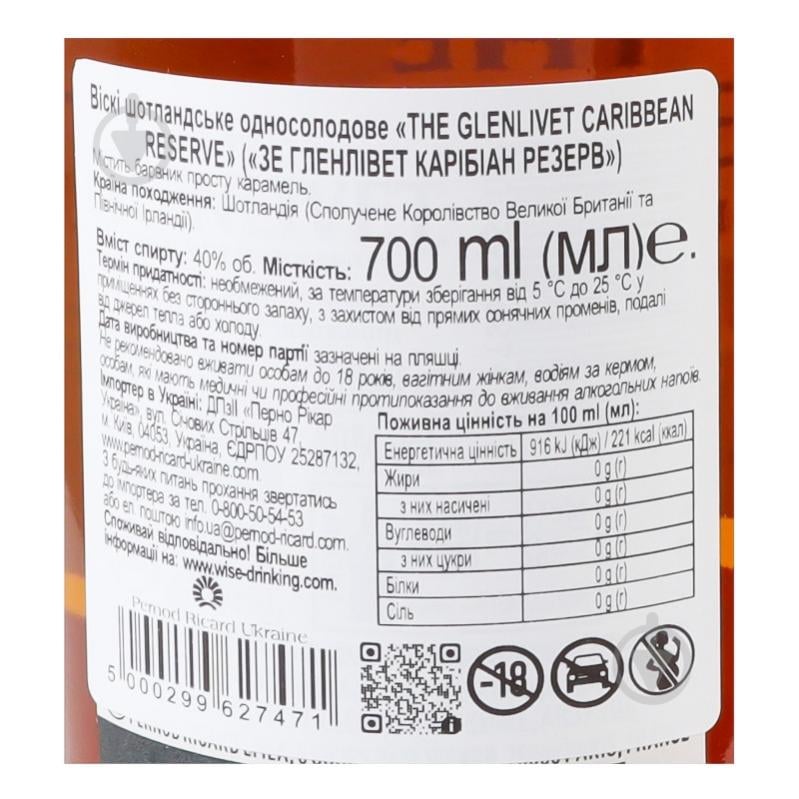 Віскі шотландське односолодове «THE GLENLIVET CARIBBEAN
RESERVE» («ЗЕ ГЛЕНЛІВЕТ КАРІБІАН РЕЗЕРВ»)
Містить барвник просту карамель.
Країна походження: Шотландія (Сполучене Королівство Великої Британії та
Північної Ірландії).
Вміст спирту: 40% об. Місткість: 700 ml (МЛ)e.
Термін придатності: необмежений, за температури зберігання від 5 °С до 25 °С у
приміщеннях без стороннього запаху, з захистом від прямих сонячних променів, подалі
від джерел тепла або холоду.
Дата виробництва та номер партії зазначені на пляшці.
Не рекомендовано вживати особам до 18 років, вагітним жінкам, водіям за кермом,
особам, які мають медичні чи професійні протипоказання до вживання алкогольних напоїв.
Імпортер в Україні: ДПзІІ «Перно Рікар
Україна», вул. Січових Стрільців 47,
м. Київ, 04053, Україна, ЄДРПОУ 25287132,
www.pernod-ricard-ukraine.com.
З будь-яких питань прохання звертатись
до імпортера за тел. 0-800-50-54-53
або ел. поштою info.ua@pernod-ricard.com.
Споживай відповідально! Більше
інформації на: www.wise-drinking.com.
Pernod Ricard Ukraine
Поживна цінність на 100 ml (мл):
Енергетична цінність 916 kJ (кДж) / 221 kcal (ккал)
Жири 0 g (г)
з них насичені 0 g (г)
Вуглеводи 0 g (г)
з них цукри 0 g (г)
Білки 0 g (г)
Сіль 0 g (г)
5 000299 627471
-18